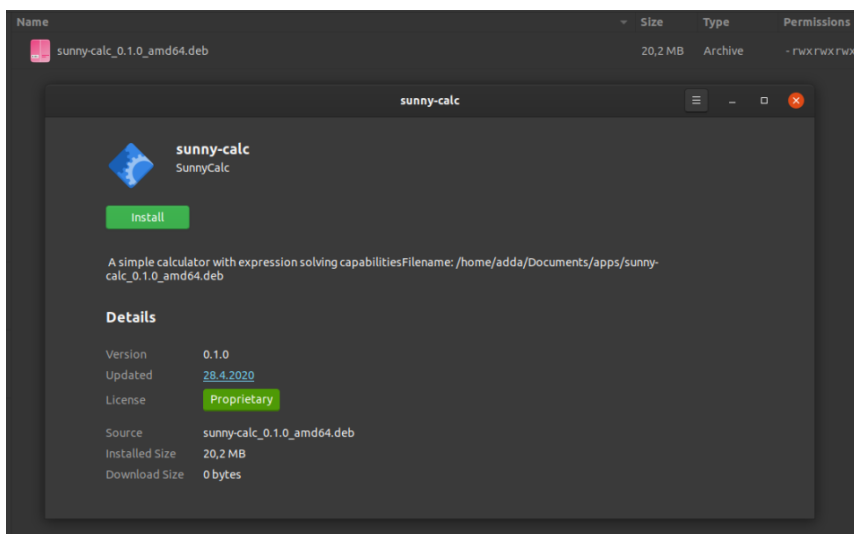 Name Size Type Permissions
sunny-calc_0.1.0_amd64.deb 20,2 MB Archive -rwxrwxrwx
sunny-calc
sunny-calc
SunnyCalc
Install
A simple calculator with expression solving capabilitiesFilename: /home/adda/Documents/apps/sunny-
calc_0.1.0_amd64.deb
Details
Version 0.1.0
Updated 28.4.2020
License Proprietary
Source sunny-calc_0.1.0_amd64.deb
Installed Size 20,2 MB
Download Size 0 bytes